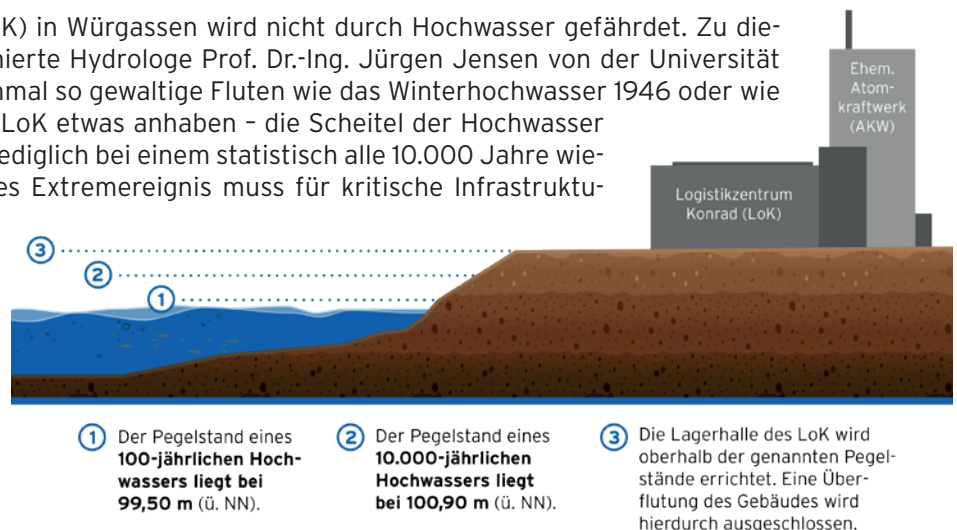 K) in Würgassen wird nicht durch Hochwasser gefährdet. Zu die-
nierte Hydrologe Prof. Dr.-Ing. Jürgen Jensen von der Universität
nmal so gewaltige Fluten wie das Winterhochwasser 1946 oder wie
LoK etwas anhaben – die Scheitel der Hochwasser
ediglich bei einem statistisch alle 10.000 Jahre wie-
es Extremereignis muss für kritische Infrastruktu-
Ehem.
Atom-
kraftwerk
(AKW)
Logistikzentrum
Konrad (LoK)
3
2
1
1 Der Pegelstand eines
100-jährlichen Hoch-
wassers liegt bei
99,50 m (ü. NN).
2 Der Pegelstand eines
10.000-jährlichen
Hochwassers liegt
bei 100,90 m (ü. NN).
3 Die Lagerhalle des LoK wird
oberhalb der genannten Pegel-
stände errichtet. Eine Über-
flutung des Gebäudes wird
hierdurch ausgeschlossen.